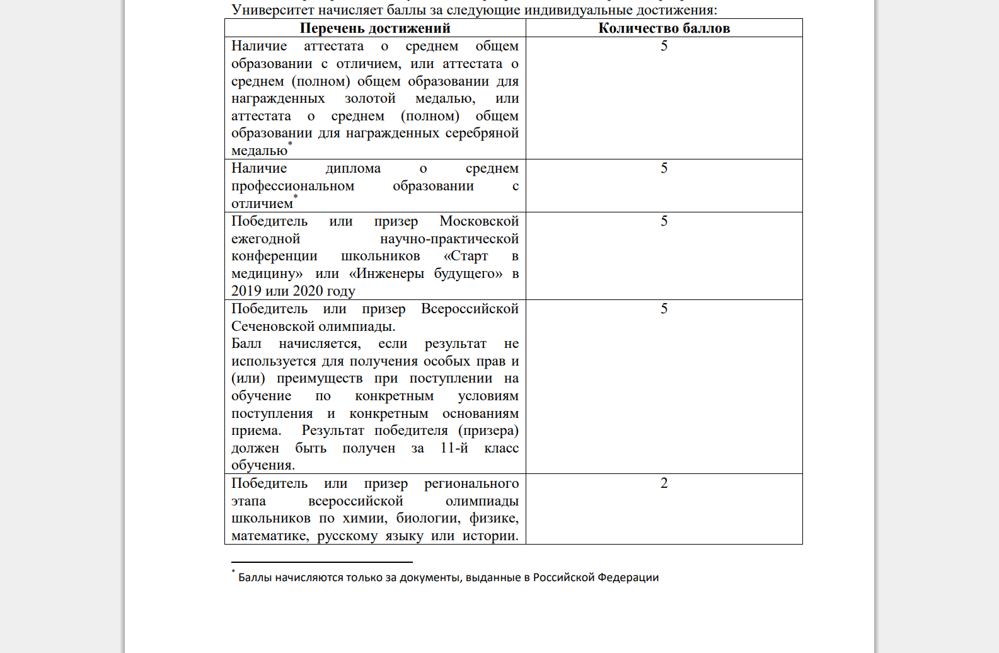 Университет начисляет баллы за следующие индивидуальные достижения:
Перечень достижений Количество баллов
Наличие аттестата о среднем общем 5
образовании с отличием, или аттестата о
среднем (полном) общем образовании для
награжденных золотой медалью, или
аттестата о среднем (полном) общем
образовании для награжденных серебряной
медалью*
Наличие диплома о среднем 5
профессиональном образовании с
отличием*
Победитель или призер Московской 5
ежегодной научно-практической
конференции школьников «Старт в
медицину» или «Инженеры будущего» в
2019 или 2020 году
Победитель или призер Всероссийской 5
Сеченовской олимпиады.
Балл начисляется, если результат не
используется для получения особых прав и
(или) преимуществ при поступлении на
обучение по конкретным условиям
поступления и конкретным основаниям
приема. Результат победителя (призера)
должен быть получен за 11-й класс
обучения.
Победитель или призер регионального 2
этапа всероссийской олимпиады
школьников по химии, биологии, физике,
математике, русскому языку или истории.
* Баллы начисляются только за документы, выданные в Российской Федерации